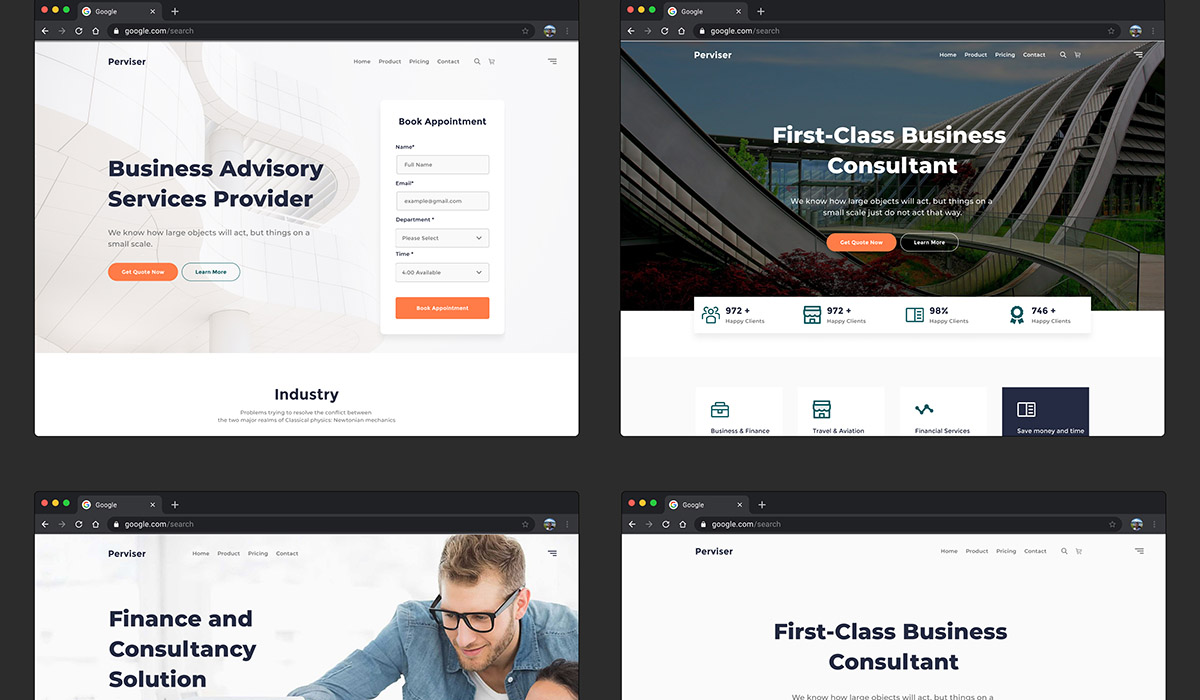 Google
google.com/search
Perviser
Home Product Pricing Contact
Business Advisory
Services Provider
We know how large objects will act, but things on a
small scale.
Get Quote Now
Learn More
Book Appointment
Name*
Full Name
Email*
example@gmail.com
Department *
Please Select
Time *
4:00 Available
Book Appointment
Industry
Problems trying to resolve the conflict between
the two major realms of Classical physics: Newtonian mechanics
Google
google.com/search
Perviser
Home Product Pricing Contact
First-Class Business
Consultant
We know how large objects will act, but things on a
small scale just do not act that way.
Get Quote Now
Learn More
972 +
Happy Clients
972 +
Happy Clients
98%
Happy Clients
746 +
Happy Clients
Business & Finance
Travel & Aviation
Financial Services
Save money and time
Google
google.com/search
Perviser
Home Product Pricing Contact
Finance and
Consultancy
Solution
Google
google.com/search
Perviser
Home Product Pricing Contact
First-Class Business
Consultant
We know how large objects will act, but things on a